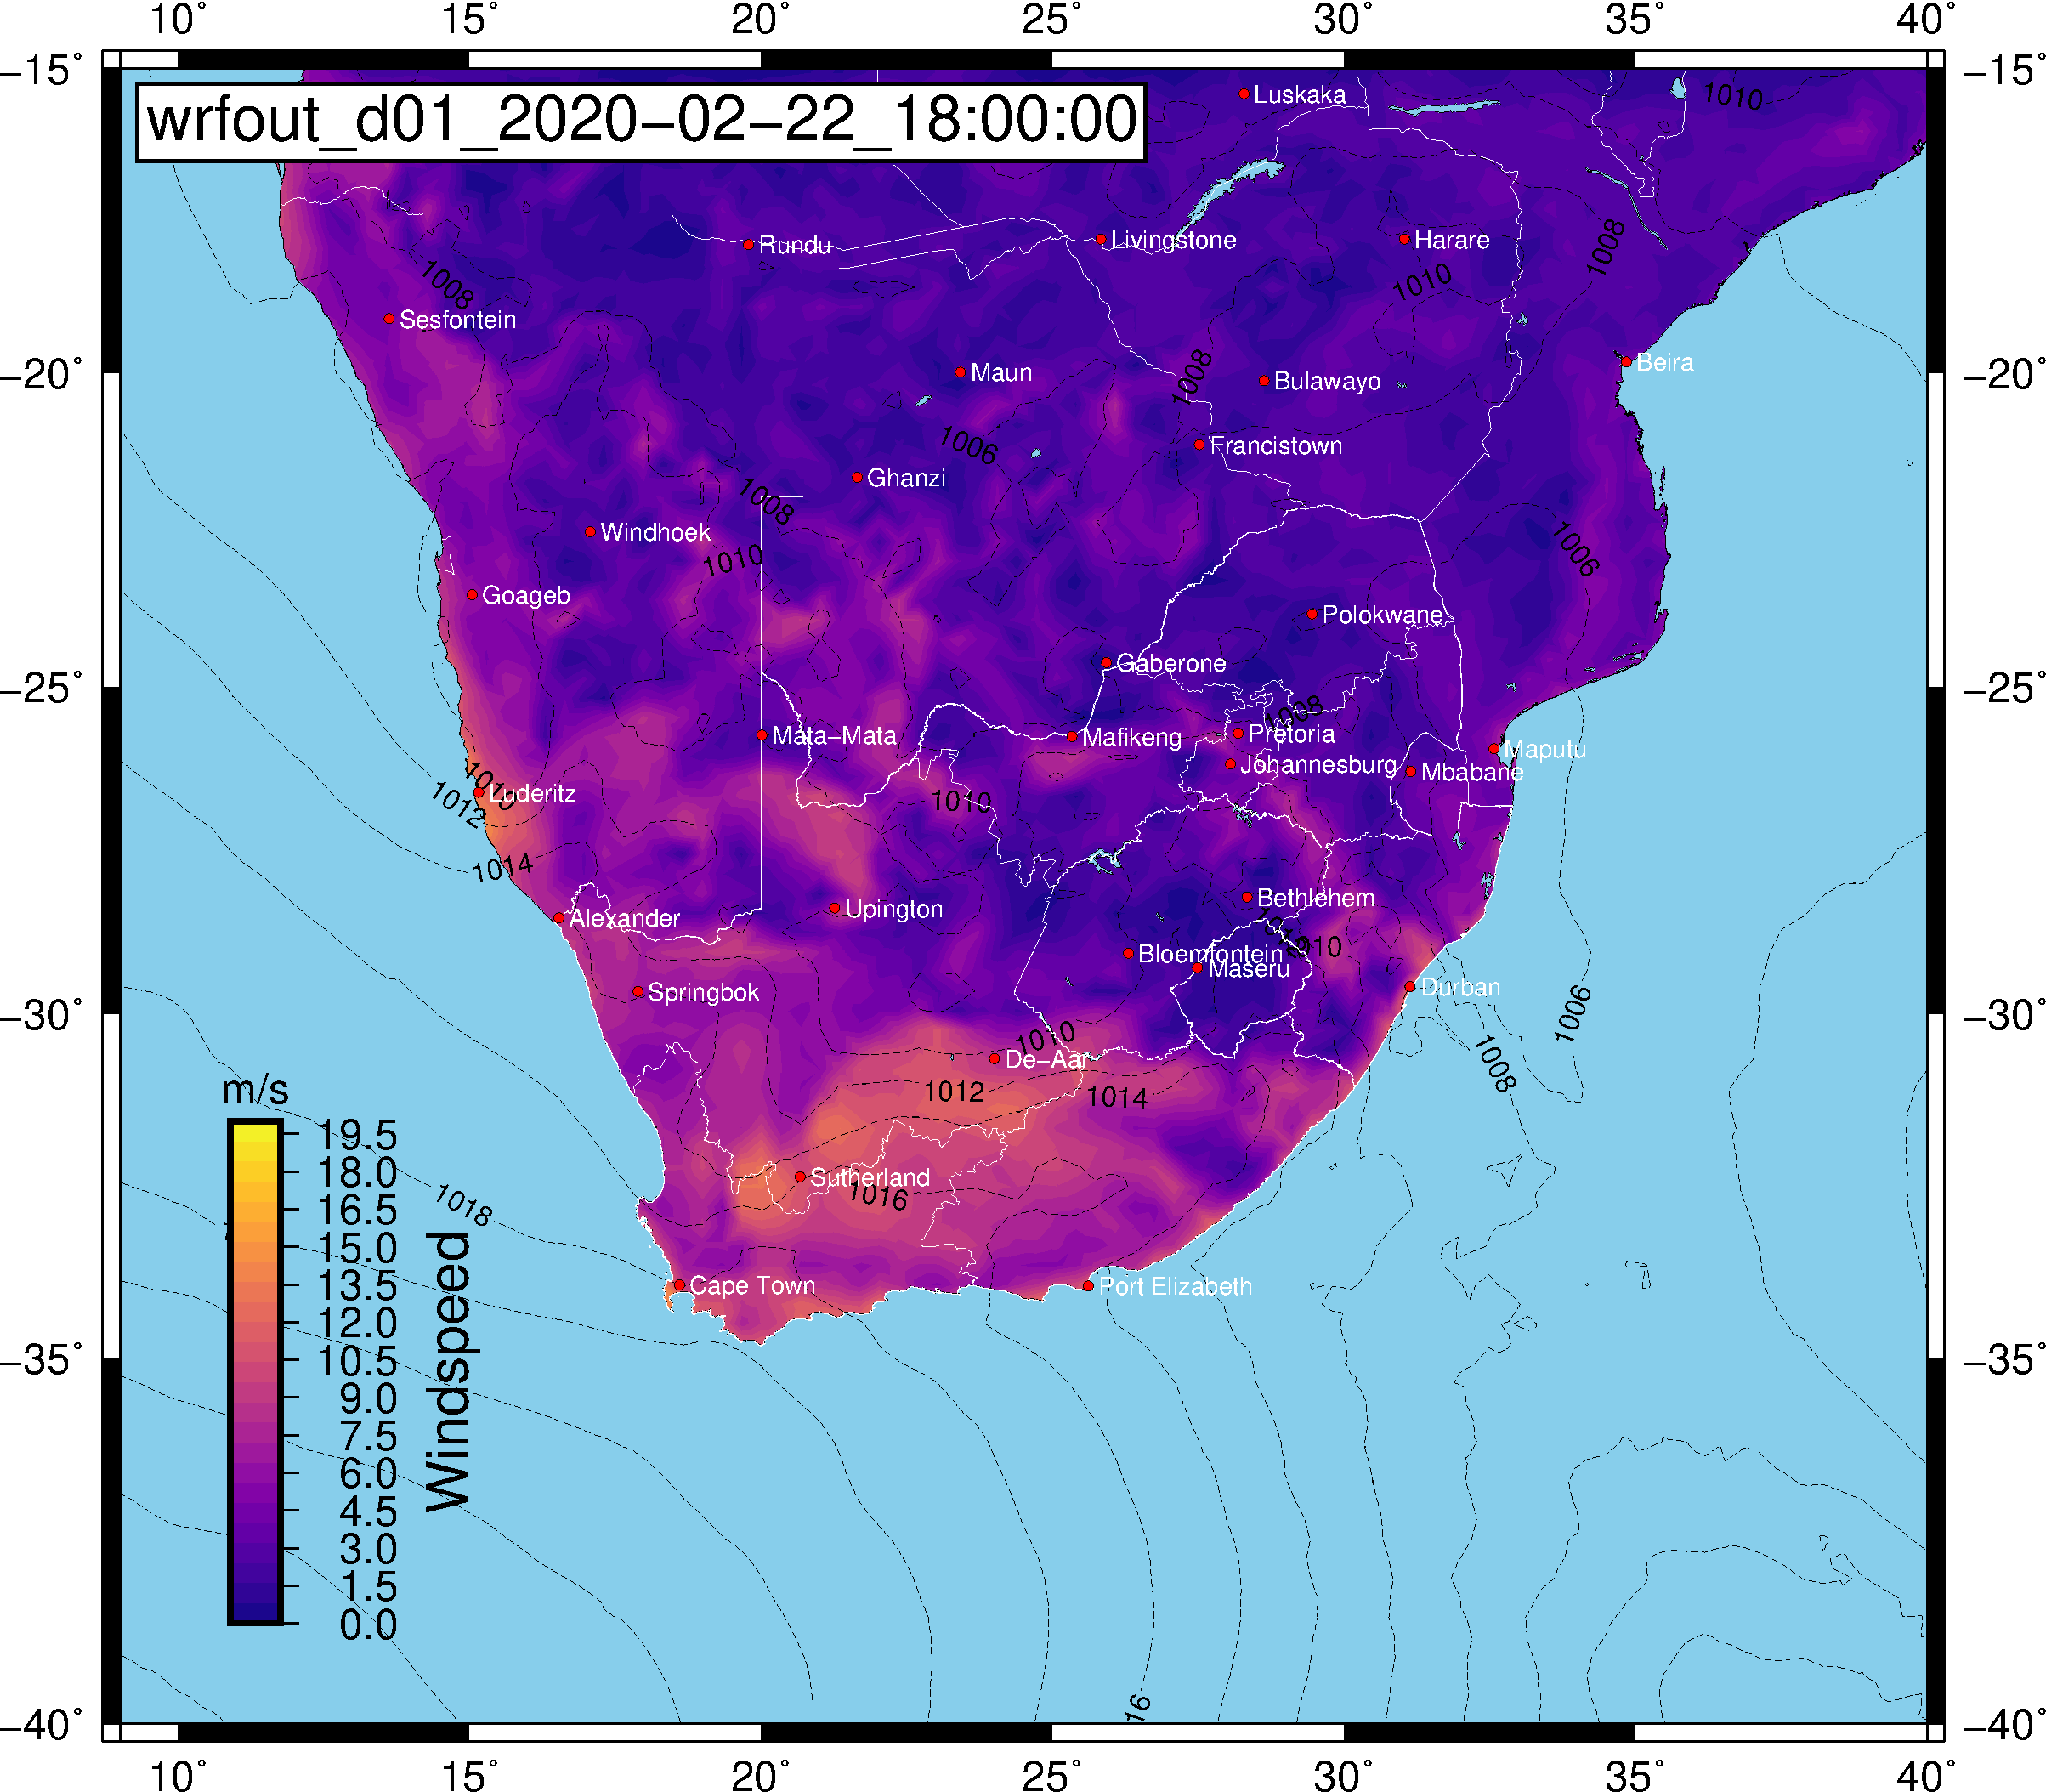 10° 15° 20° 25° 30° 35° 40°
−15° −15°
wrfout_d01_2020−02−22_18:00:00
Luskaka
1010
Rundu
Livingstone
Harare
1008
1008
1010
Sesfontein
−20° −20°
Maun
Bulawayo
Beira
1008
1006
Francistown
Ghanzi
1008
Windhoek
1010
1006
Goageb
Polokwane
Gaberone
−25° −25°
1008
Mata−Mata
Mafikeng
Pretoria
Maputu
Johannesburg
Mbabane
1010
Luderitz
1012
1010
1014
Bethlehem
Upington
Alexander
1010
Bloemfontein
Maseru
Springbok
Durban
−30° −30°
1006
1010
De−Aar
1008
1012
1014
m/s
Sutherland
1016
1018
Cape Town
Port Elizabeth
−35° −35°
19.5
18.0
16.5
15.0
13.5
12.0
10.5
9.0
7.5
6.0
4.5
3.0
1.5
0.0
Windspeed
16
−40° −40°
10° 15° 20° 25° 30° 35° 40°